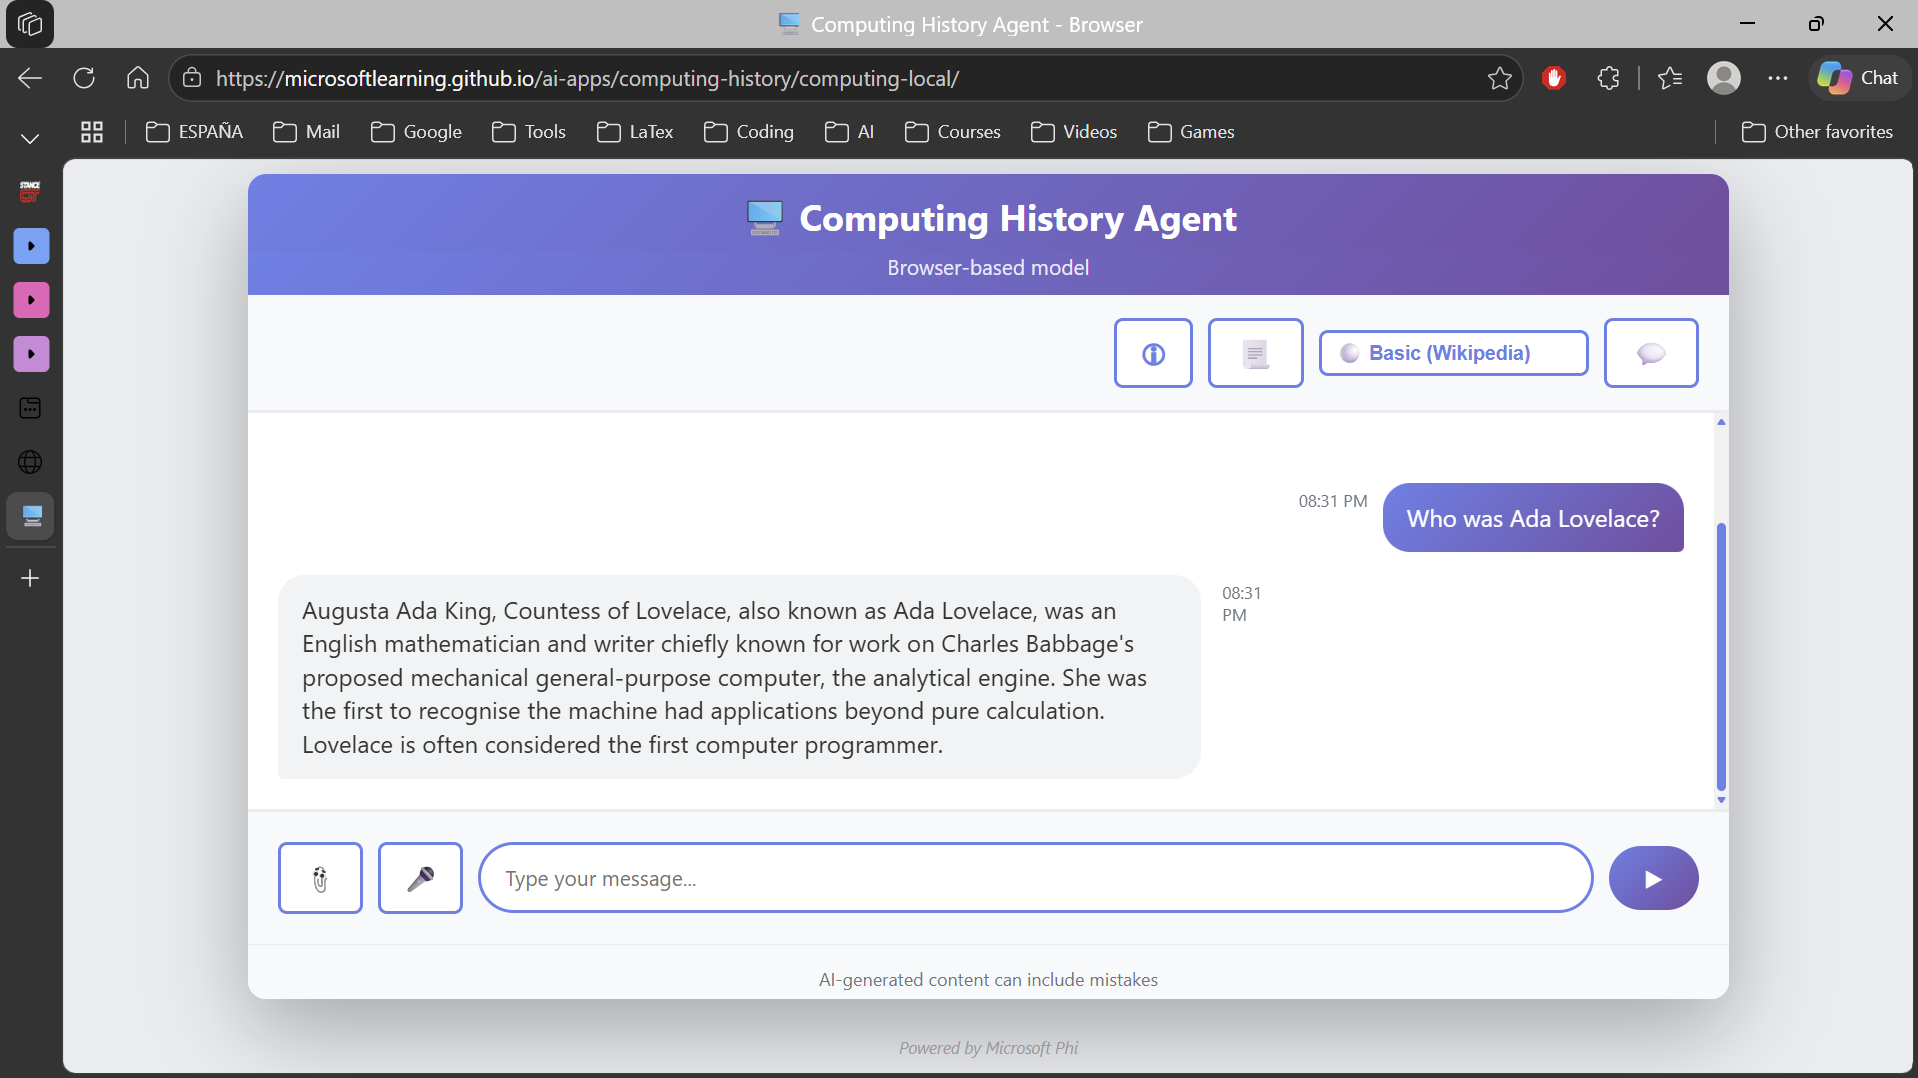 Computing History Agent - Browser
https://microsoftlearning.github.io/ai-apps/computing-history/computing-local/
Chat
ESPAÑA
Mail
Google
Tools
LaTex
Coding
AI
Courses
Videos
Games
Other favorites
STANCE
Computing History Agent
Browser-based model
Basic (Wikipedia)
08:31 PM
Who was Ada Lovelace?
Augusta Ada King, Countess of Lovelace, also known as Ada Lovelace, was an
English mathematician and writer chiefly known for work on Charles Babbage's
proposed mechanical general-purpose computer, the analytical engine. She was
the first to recognise the machine had applications beyond pure calculation.
Lovelace is often considered the first computer programmer.
08:31
PM
Type your message...
AI-generated content can include mistakes
Powered by Microsoft Phi